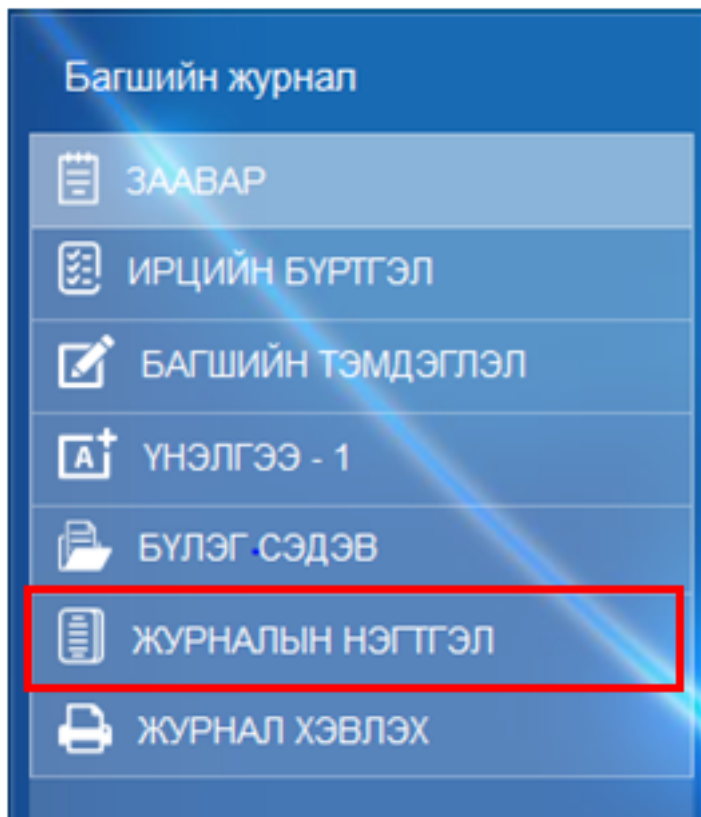 Багшийн журнал
ЗААВАР
ИРЦИЙН БҮРТГЭЛ
БАГШИЙН ТЭМДЭГЛЭЛ
ҮНЭЛГЭЭ - 1
БҮЛЭГ СЭДЭВ
ЖУРНАЛЫН НЭГТГЭЛ
ЖУРНАЛ ХЭВЛЭХ